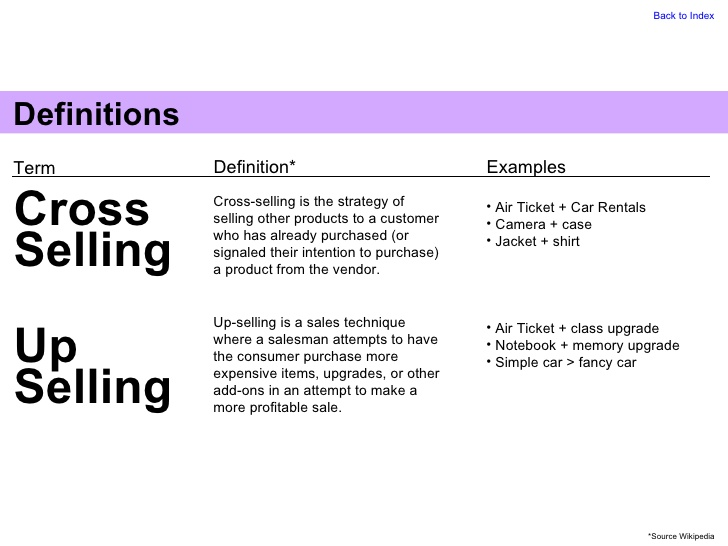 Back to Index
Definitions
Term
Definition*
Examples
Cross
Selling
Cross-selling is the strategy of
selling other products to a customer
who has already purchased (or
signaled their intention to purchase)
a product from the vendor.
• Air Ticket + Car Rentals
• Camera + case
• Jacket + shirt
Up
Selling
Up-selling is a sales technique
where a salesman attempts to have
the consumer purchase more
expensive items, upgrades, or other
add-ons in an attempt to make a
more profitable sale.
• Air Ticket + class upgrade
• Notebook + memory upgrade
• Simple car > fancy car
*Source Wikipedia